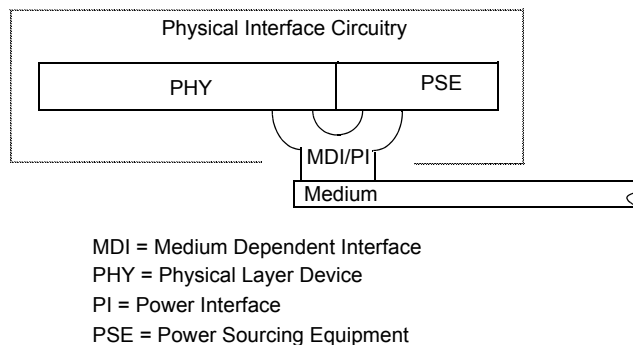 Physical Interface Circuitry
PHY PSE
MDI/PI
Medium
MDI = Medium Dependent Interface
PHY = Physical Layer Device
PI = Power Interface
PSE = Power Sourcing Equipment